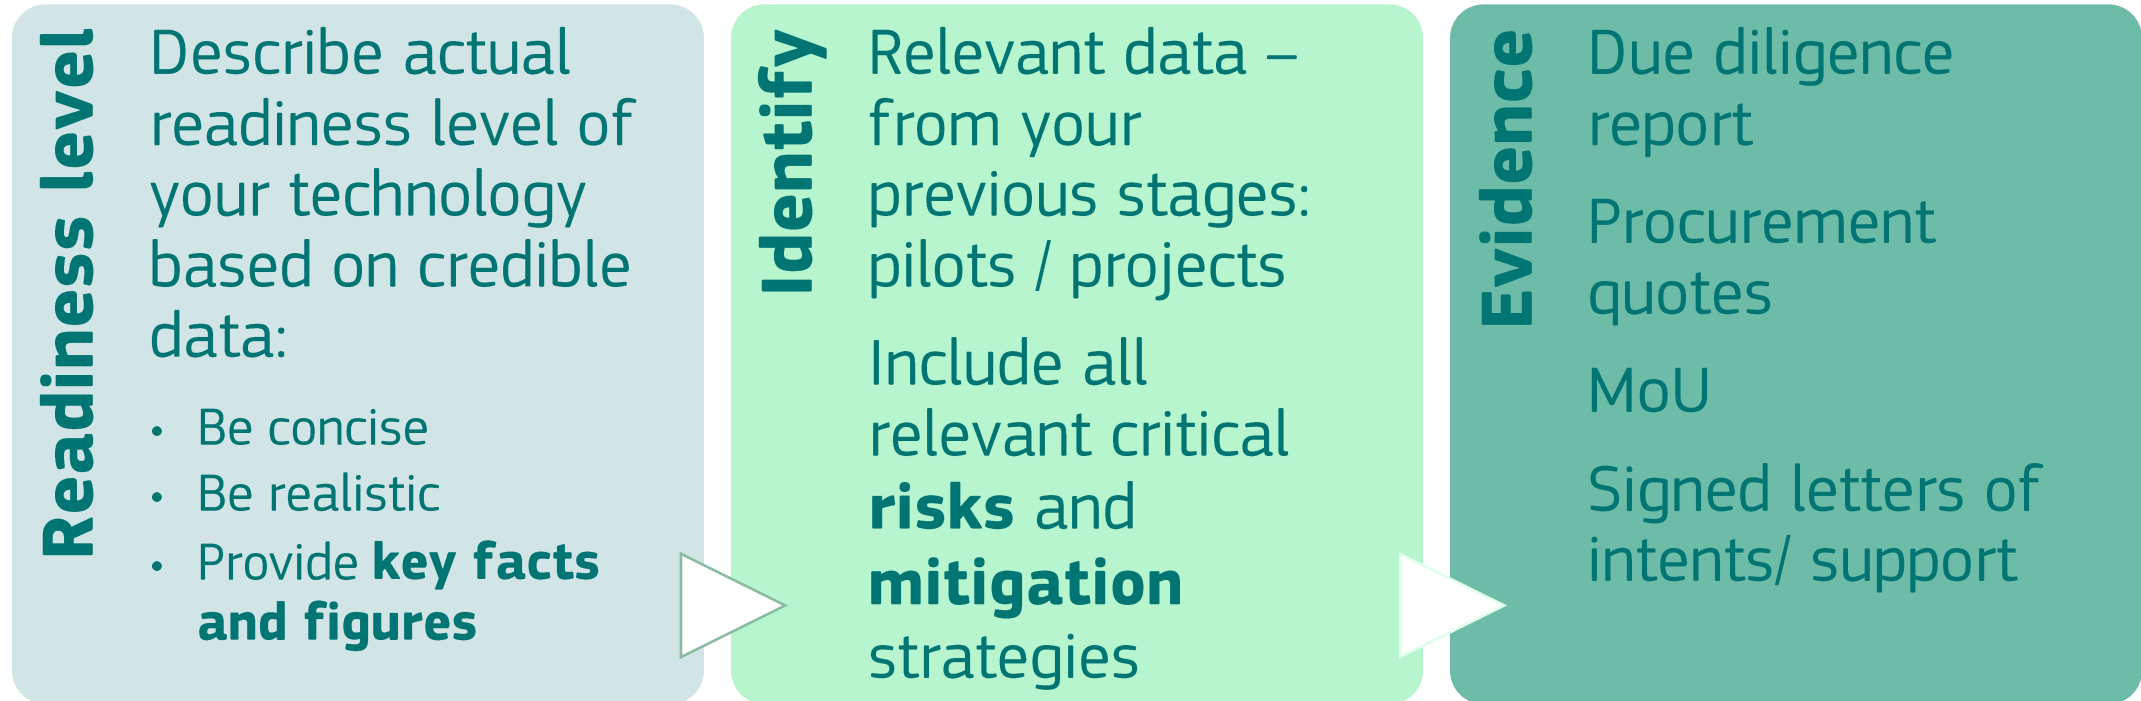 Readiness level
Describe actual
readiness level of
your technology
based on credible
data:
• Be concise
• Be realistic
• Provide key facts
and figures
Identify
Relevant data –
from your
previous stages:
pilots / projects
Include all
relevant critical
risks and
mitigation
strategies
Evidence
Due diligence
report
Procurement
quotes
MoU
Signed letters of
intents/ support